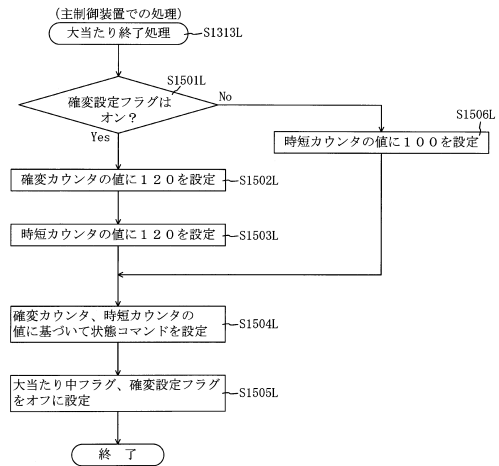 (主制御装置での処理)
大当たり終了処理
S1313L
S1501L
確変設定フラグは
オン？
No
Yes
S1506L
時短カウンタの値に１００を設定
確変カウンタの値に１２０を設定
S1502L
時短カウンタの値に１２０を設定
S1503L
確変カウンタ、時短カウンタの
値に基づいて状態コマンドを設定
S1504L
大当たり中フラグ、確変設定フラグ
をオフに設定
S1505L
終 了